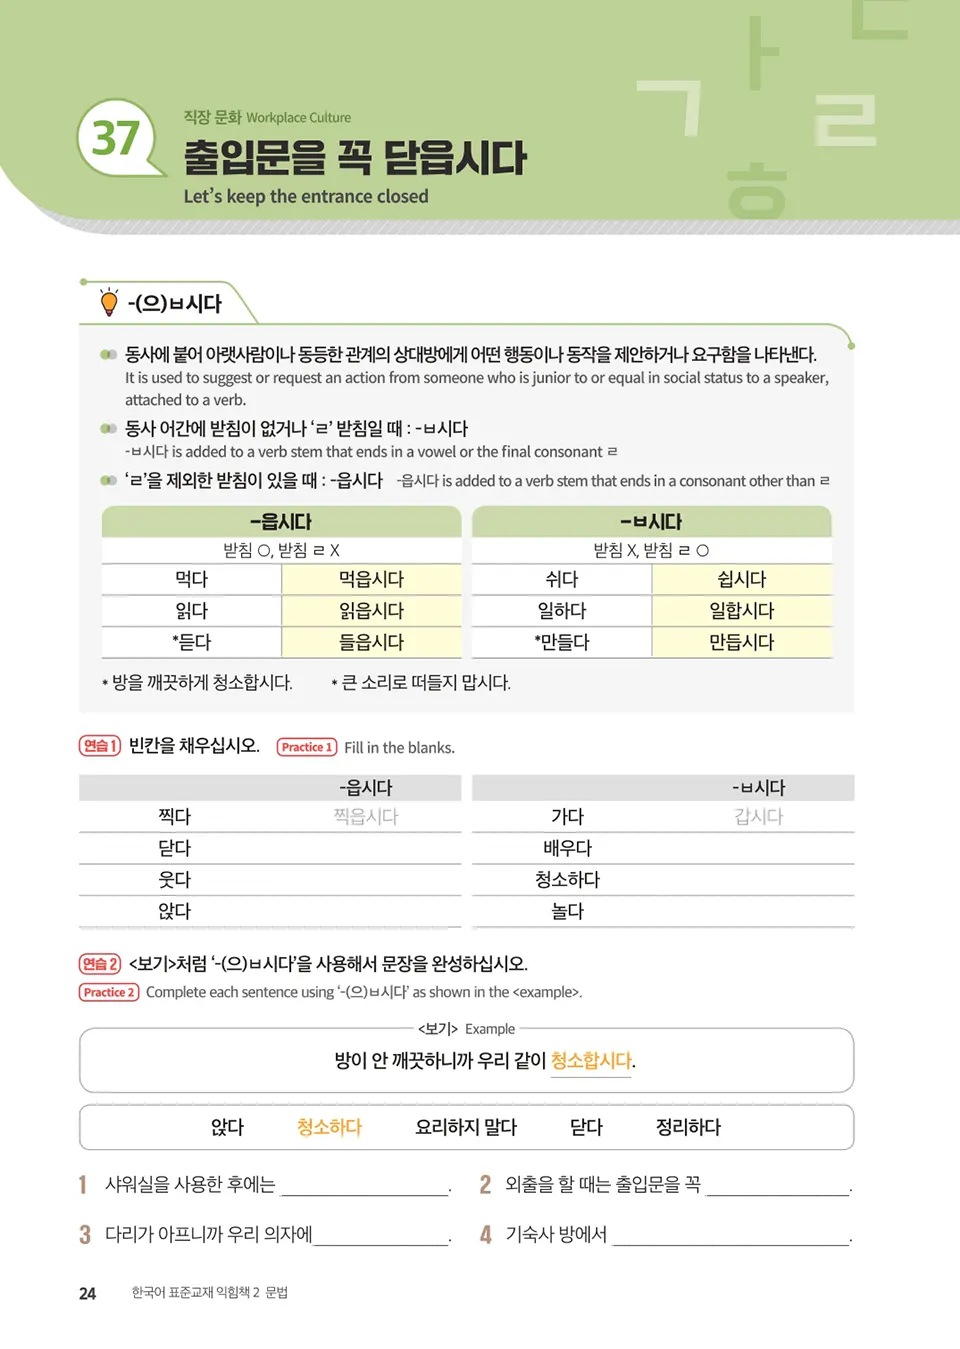 37
직장 문화 Workplace Culture
출입문을 꼭 닫읍시다
Let's keep the entrance closed
ㄱ ㅏ ㄷ ㄹ ㅎ
-(으)ㅂ시다
동사에 붙어 아랫사람이나 동등한 관계의 상대방에게 어떤 행동이나 동작을 제안하거나 요구함을 나타낸다.
It is used to suggest or request an action from someone who is junior to or equal in social status to a speaker,
attached to a verb.
동사 어간에 받침이 없거나 'ㄹ' 받침일 때 : -ㅂ시다
-ㅂ시다 is added to a verb stem that ends in a vowel or the final consonant ㄹ
'ㄹ'을 제외한 받침이 있을 때 : -읍시다 -읍시다 is added to a verb stem that ends in a consonant other than ㄹ
-읍시다 -ㅂ시다
받침 O, 받침 ㄹ X 받침 X, 받침 ㄹ O
먹다 먹읍시다 쉬다 쉽시다
읽다 읽읍시다 일하다 일합시다
*듣다 들읍시다 *만들다 만듭시다
* 방을 깨끗하게 청소합시다. * 큰 소리로 떠들지 맙시다.
연습 1 빈칸을 채우십시오. Practice 1 Fill in the blanks.
-읍시다 -ㅂ시다
찍다 찍읍시다 가다 갑시다
닫다 배우다
웃다 청소하다
앉다 놀다
연습 2 <보기>처럼 '-(으)ㅂ시다'을 사용해서 문장을 완성하십시오.
Practice 2 Complete each sentence using '-(으)ㅂ시다' as shown in the <example>.
<보기> Example
방이 안 깨끗하니까 우리 같이 청소합시다.
앉다 청소하다 요리하지 말다 닫다 정리하다
1 샤워실을 사용한 후에는 ________. 2 외출을 할 때는 출입문을 꼭 ________.
3 다리가 아프니까 우리 의자에________. 4 기숙사 방에서 ________.
24 한국어 표준교재 익힘책 2 문법